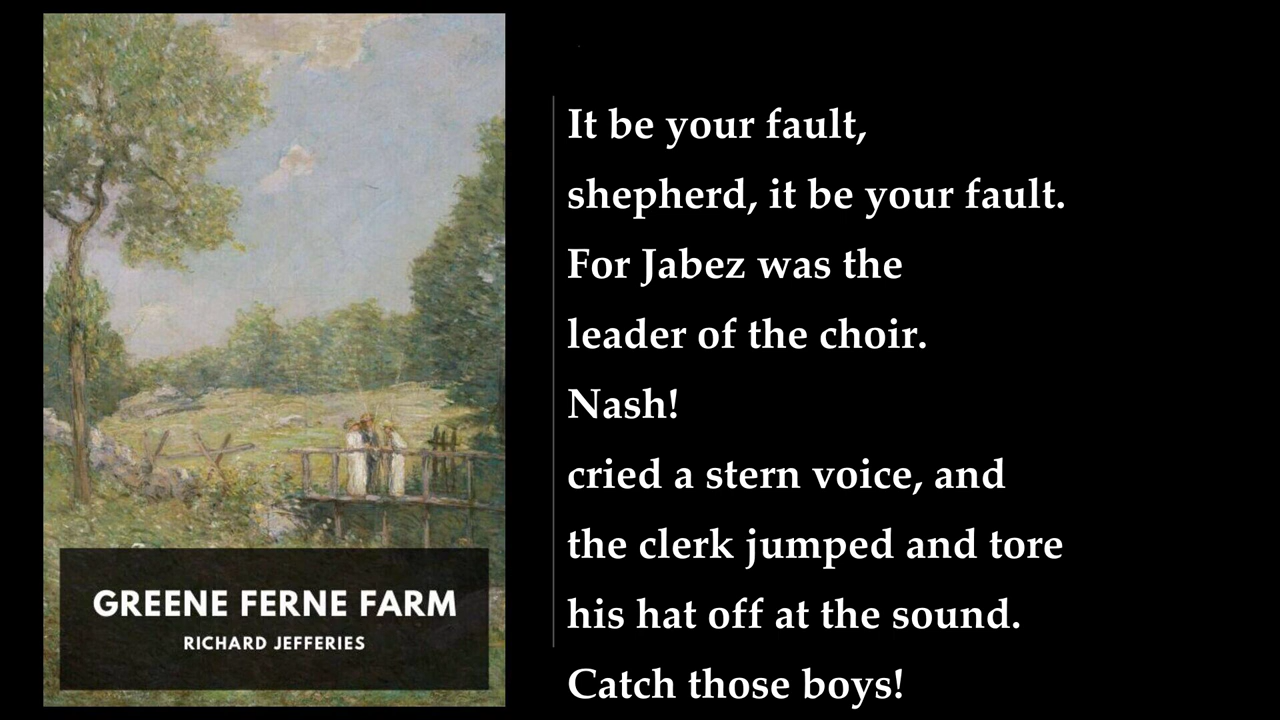 GREENE FERNE FARM
RICHARD JEFFERIES
It be your fault,
shepherd, it be your fault.
For Jabez was the
leader of the choir.
Nash!
cried a stern voice, and
the clerk jumped and tore
his hat off at the sound.
Catch those boys!